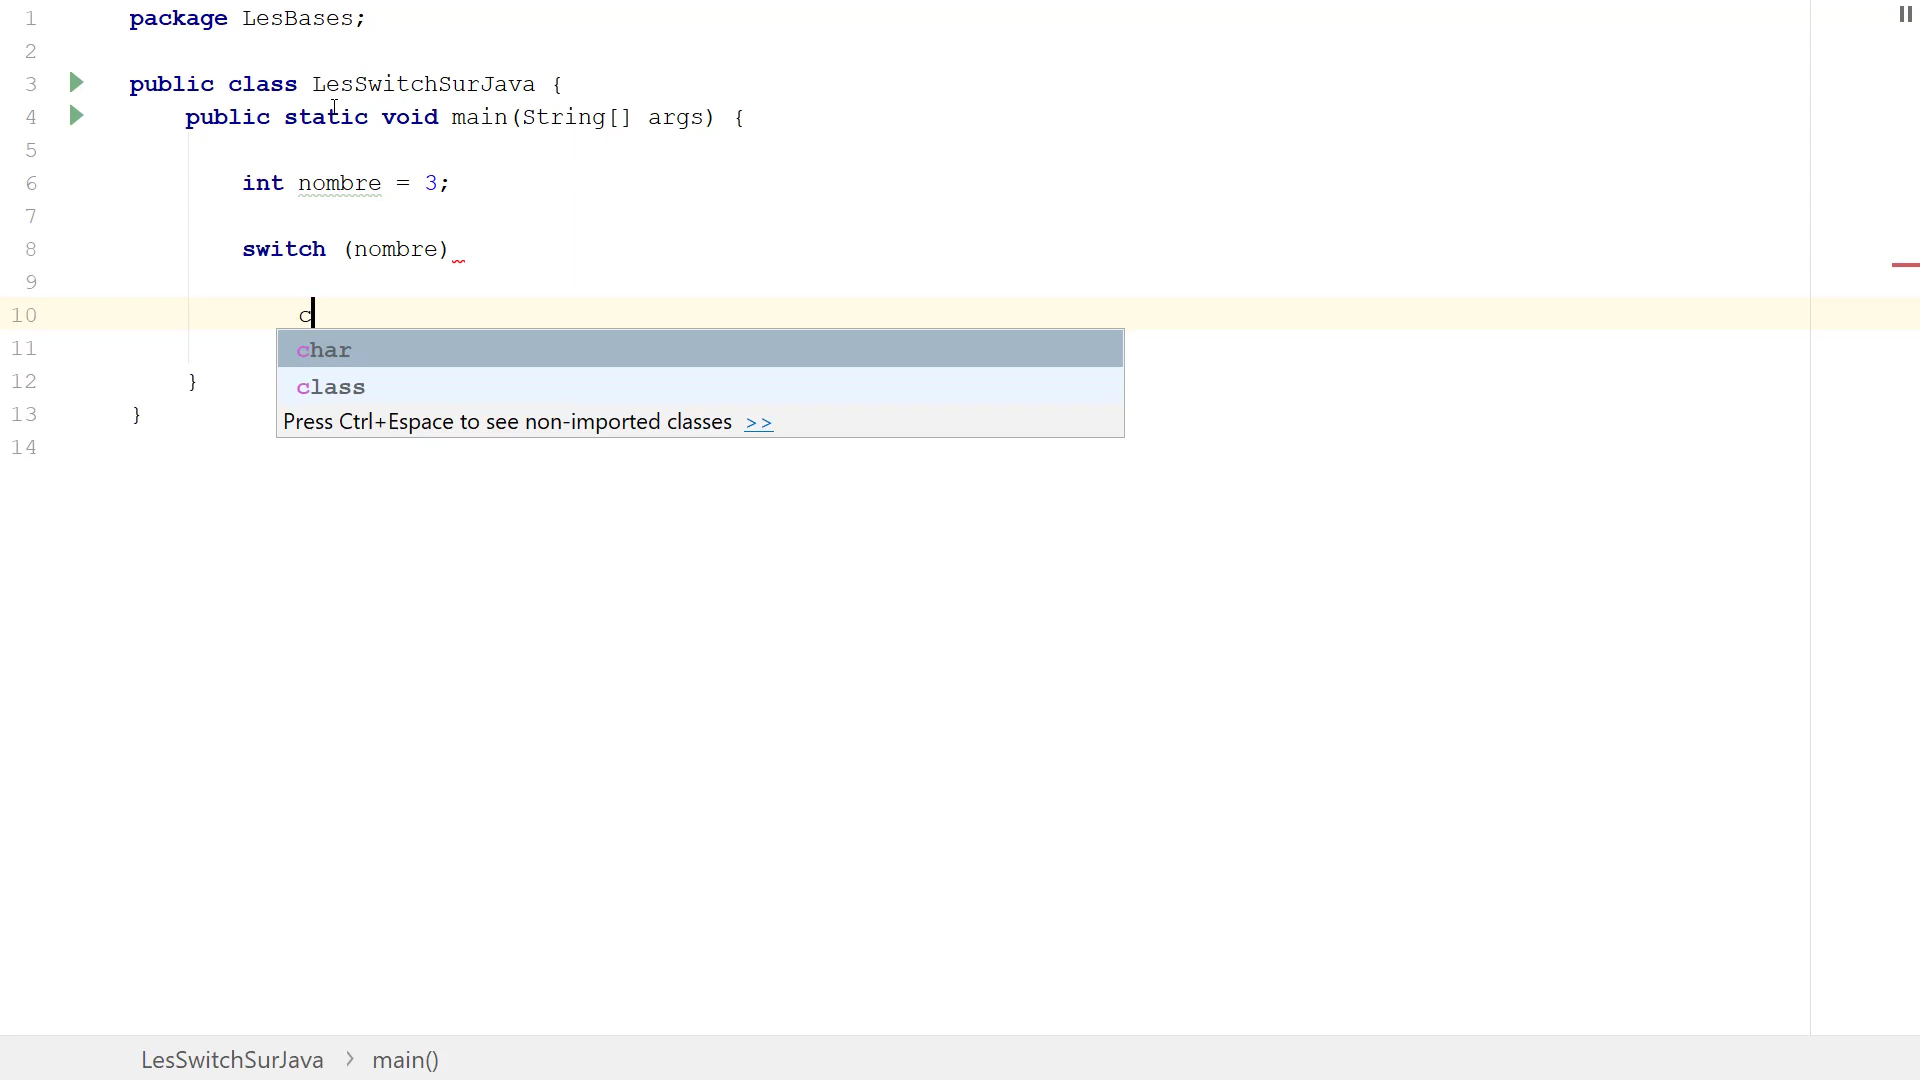 1 package LesBases;
2
3 public class LesSwitchSurJava {
4 public static void main(String[] args) {
5
6 int nombre = 3;
7
8 switch (nombre)
9
10 c
char
11
class
12 }
Press Ctrl+Espace to see non-imported classes >>
13 }
14
LesSwitchSurJava > main()